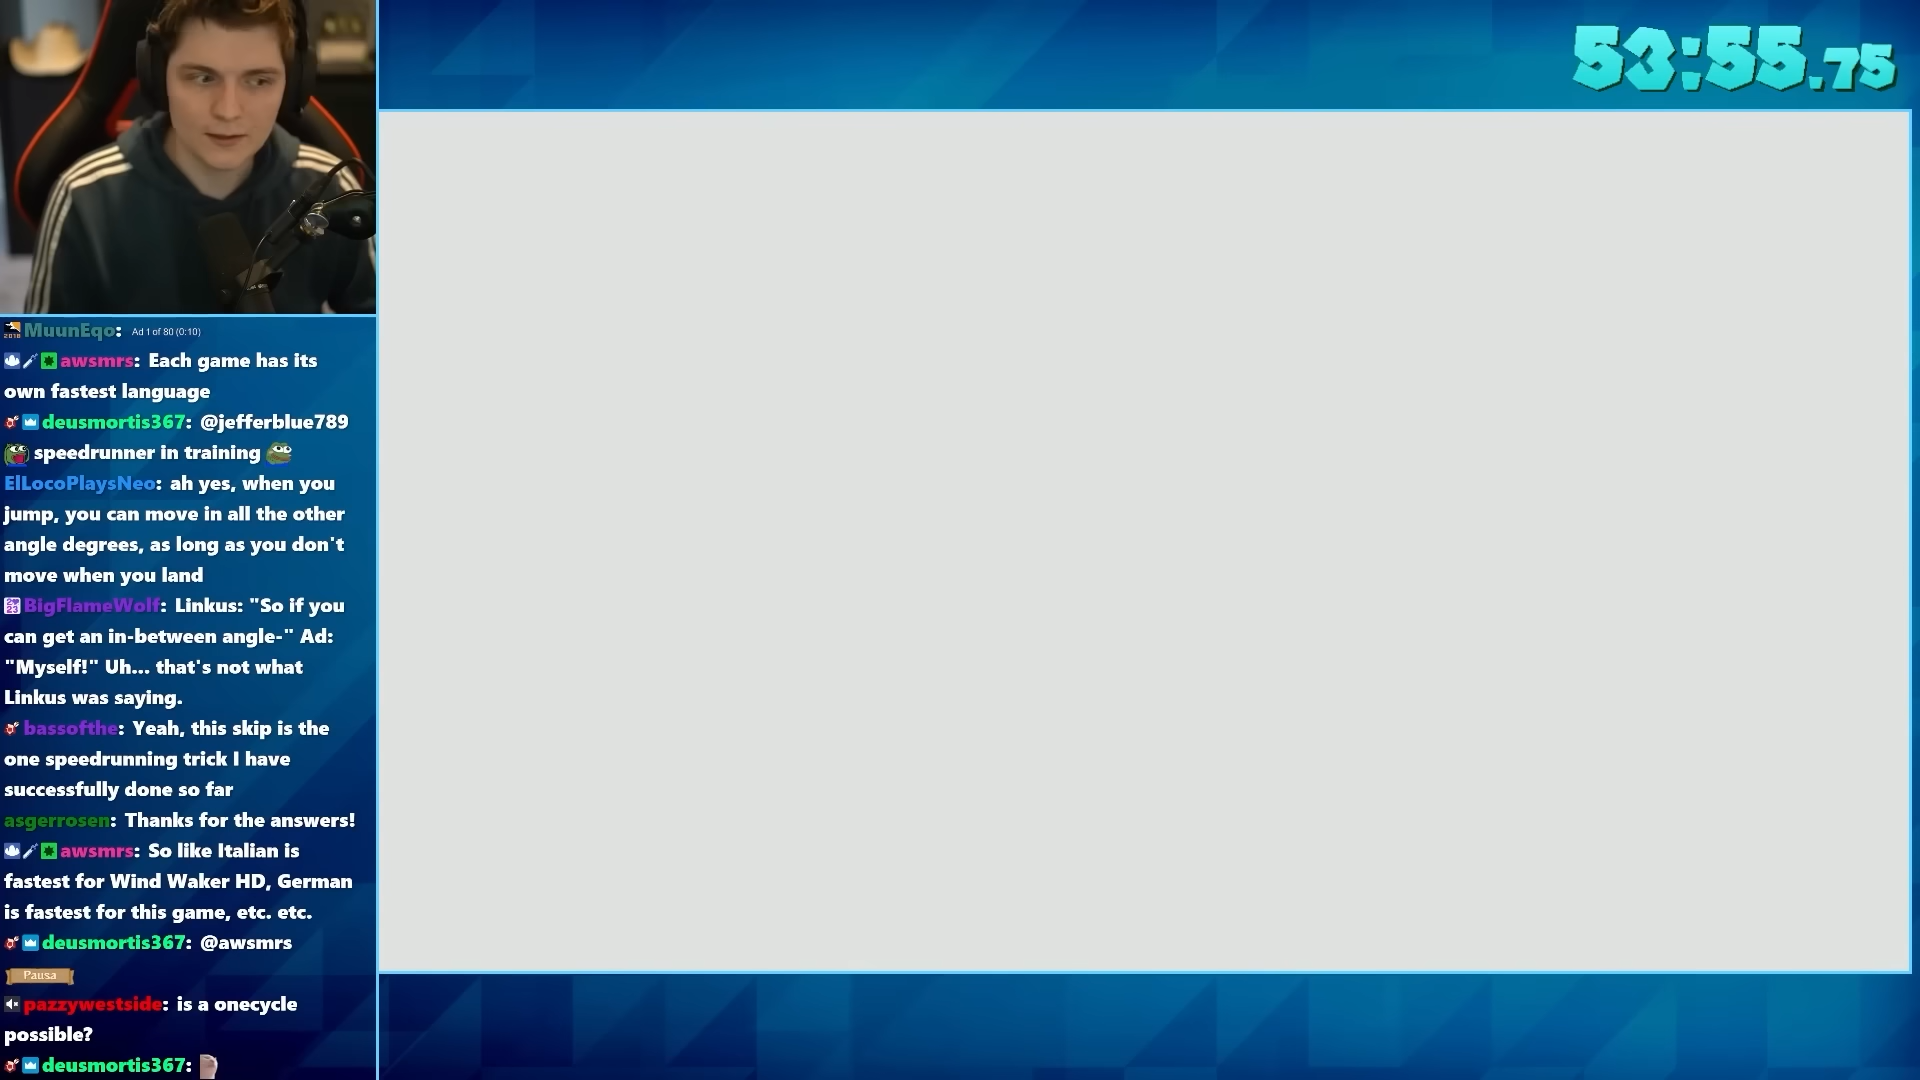 53:55.75
MuunEqo: Ad 1 of 80 (0:10)
awsmrs: Each game has its
own fastest language
deusmortis367: @jefferblue789
speedrunner in training
ElLocoPlaysNeo: ah yes, when you
jump, you can move in all the other
angle degrees, as long as you don't
move when you land
BigFlameWolf: Linkus: "So if you
can get an in-between angle-" Ad:
"Myself!" Uh... that's not what
Linkus was saying.
bassofthe: Yeah, this skip is the
one speedrunning trick I have
successfully done so far
asgerrosen: Thanks for the answers!
awsmrs: So like Italian is
fastest for Wind Waker HD, German
is fastest for this game, etc. etc.
deusmortis367: @awsmrs
Pausa
pazzywestside: is a onecycle
possible?
deusmortis367: